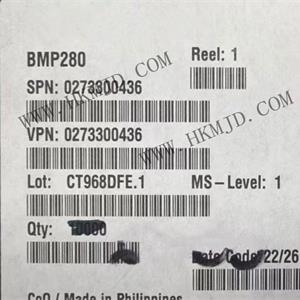 BMP280 Reel: 1
SPN: 0273300436
VPN: 0273300436
Lot: CT968DFE.1 MS-Level: 1
Qty: 10000
Date Code: 22/26
CoO / Made in Philippines
WWW.HKMJD.COM
WWW.HKMJD.COM